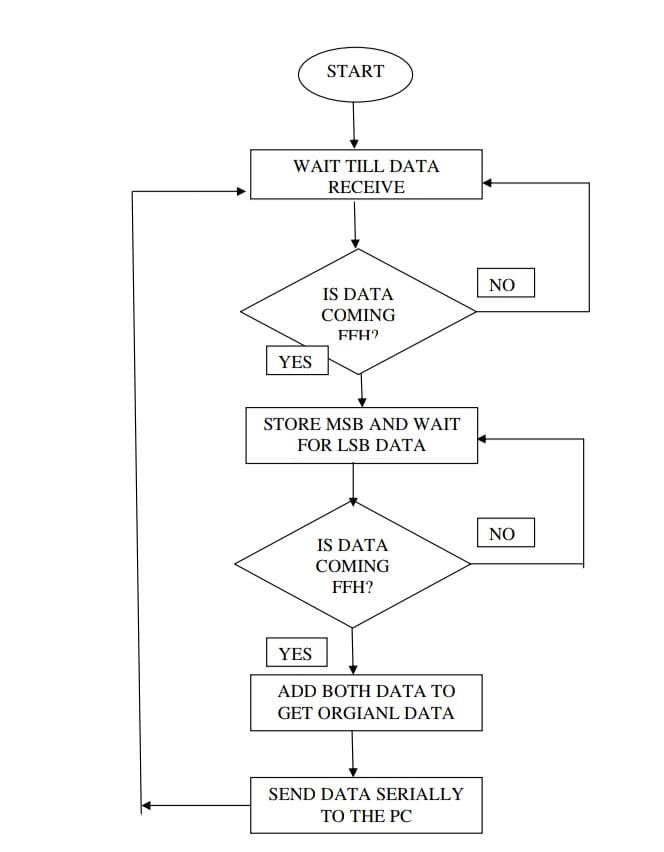 START
WAIT TILL DATA
RECEIVE
NO
IS DATA
COMING
FFH?
YES
STORE MSB AND WAIT
FOR LSB DATA
NO
IS DATA
COMING
FFH?
YES
ADD BOTH DATA TO
GET ORGIANL DATA
SEND DATA SERIALLY
TO THE PC